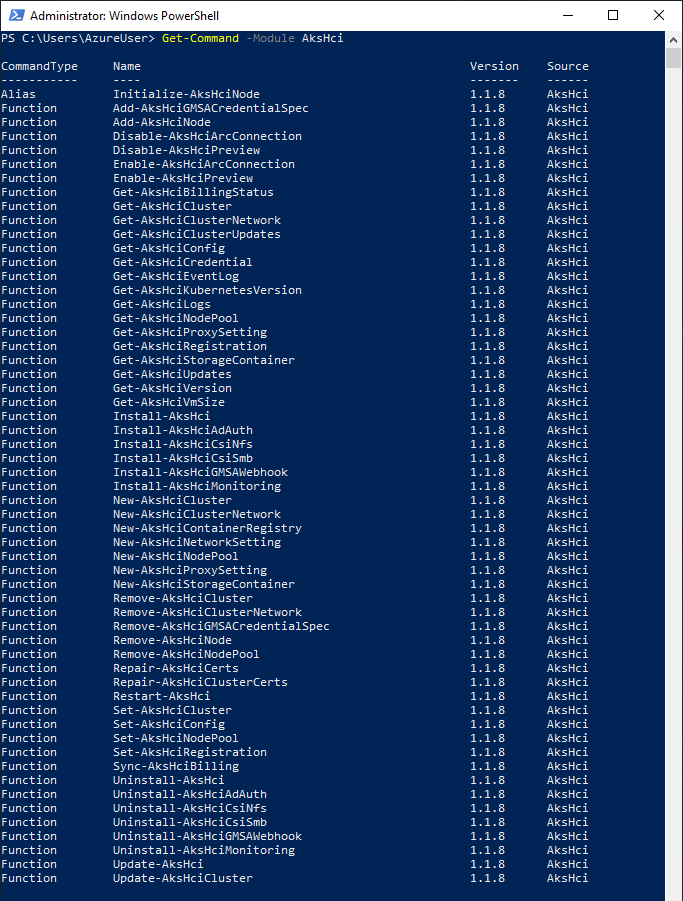 Administrator: Windows PowerShell
PS C:\Users\AzureUser> Get-Command -Module AksHci
CommandType Name Version Source
----------- ---- ------- ------
Alias Initialize-AksHciNode 1.1.8 AksHci
Function Add-AksHciGMSACredentialSpec 1.1.8 AksHci
Function Add-AksHciNode 1.1.8 AksHci
Function Disable-AksHciArcConnection 1.1.8 AksHci
Function Disable-AksHciPreview 1.1.8 AksHci
Function Enable-AksHciArcConnection 1.1.8 AksHci
Function Enable-AksHciPreview 1.1.8 AksHci
Function Get-AksHciBillingStatus 1.1.8 AksHci
Function Get-AksHciCluster 1.1.8 AksHci
Function Get-AksHciClusterNetwork 1.1.8 AksHci
Function Get-AksHciClusterUpdates 1.1.8 AksHci
Function Get-AksHciConfig 1.1.8 AksHci
Function Get-AksHciCredential 1.1.8 AksHci
Function Get-AksHciEventLog 1.1.8 AksHci
Function Get-AksHciKubernetesVersion 1.1.8 AksHci
Function Get-AksHciLogs 1.1.8 AksHci
Function Get-AksHciNodePool 1.1.8 AksHci
Function Get-AksHciProxySetting 1.1.8 AksHci
Function Get-AksHciRegistration 1.1.8 AksHci
Function Get-AksHciStorageContainer 1.1.8 AksHci
Function Get-AksHciUpdates 1.1.8 AksHci
Function Get-AksHciVersion 1.1.8 AksHci
Function Get-AksHciVmSize 1.1.8 AksHci
Function Install-AksHci 1.1.8 AksHci
Function Install-AksHciAdAuth 1.1.8 AksHci
Function Install-AksHciCsiNfs 1.1.8 AksHci
Function Install-AksHciCsiSmb 1.1.8 AksHci
Function Install-AksHciGMSAWebhook 1.1.8 AksHci
Function Install-AksHciMonitoring 1.1.8 AksHci
Function New-AksHciCluster 1.1.8 AksHci
Function New-AksHciClusterNetwork 1.1.8 AksHci
Function New-AksHciContainerRegistry 1.1.8 AksHci
Function New-AksHciNetworkSetting 1.1.8 AksHci
Function New-AksHciNodePool 1.1.8 AksHci
Function New-AksHciProxySetting 1.1.8 AksHci
Function New-AksHciStorageContainer 1.1.8 AksHci
Function Remove-AksHciCluster 1.1.8 AksHci
Function Remove-AksHciClusterNetwork 1.1.8 AksHci
Function Remove-AksHciGMSACredentialSpec 1.1.8 AksHci
Function Remove-AksHciNode 1.1.8 AksHci
Function Remove-AksHciNodePool 1.1.8 AksHci
Function Repair-AksHciCerts 1.1.8 AksHci
Function Repair-AksHciClusterCerts 1.1.8 AksHci
Function Restart-AksHci 1.1.8 AksHci
Function Set-AksHciCluster 1.1.8 AksHci
Function Set-AksHciConfig 1.1.8 AksHci
Function Set-AksHciNodePool 1.1.8 AksHci
Function Set-AksHciRegistration 1.1.8 AksHci
Function Sync-AksHciBilling 1.1.8 AksHci
Function Uninstall-AksHci 1.1.8 AksHci
Function Uninstall-AksHciAdAuth 1.1.8 AksHci
Function Uninstall-AksHciCsiNfs 1.1.8 AksHci
Function Uninstall-AksHciCsiSmb 1.1.8 AksHci
Function Uninstall-AksHciGMSAWebhook 1.1.8 AksHci
Function Uninstall-AksHciMonitoring 1.1.8 AksHci
Function Update-AksHci 1.1.8 AksHci
Function Update-AksHciCluster 1.1.8 AksHci